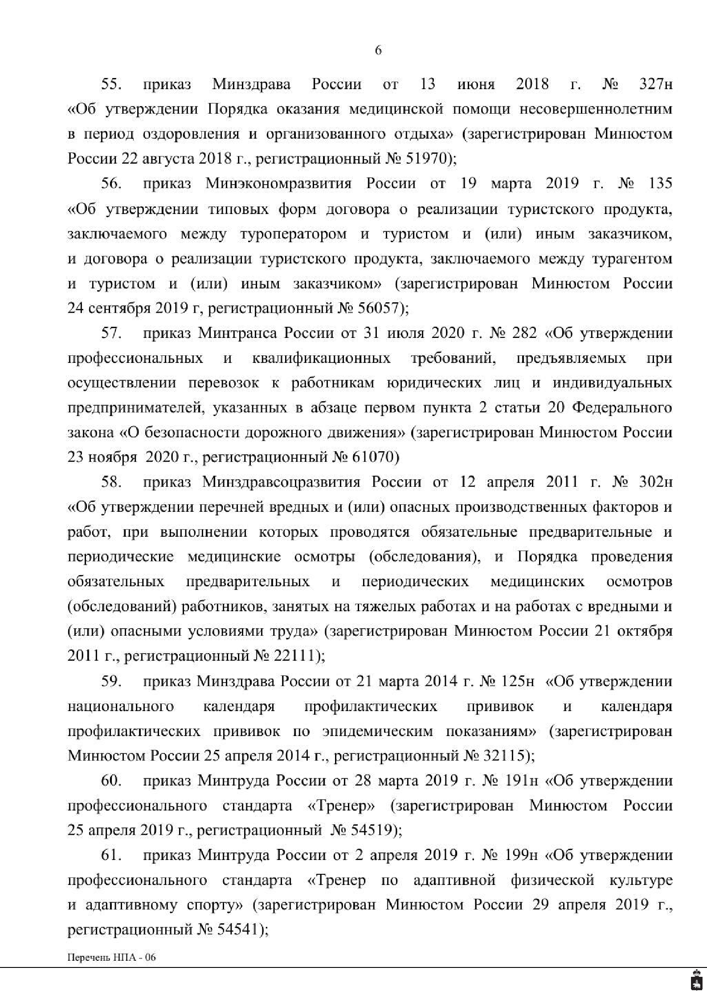 6
55. приказ Минздрава России от 13 июня 2018 г. № 327н
«Об утверждении Порядка оказания медицинской помощи несовершеннолетним
в период оздоровления и организованного отдыха» (зарегистрирован Минюстом
России 22 августа 2018 г., регистрационный № 51970);
56. приказ Минэкономразвития России от 19 марта 2019 г. № 135
«Об утверждении типовых форм договора о реализации туристского продукта,
заключаемого между туроператором и туристом и (или) иным заказчиком,
и договора о реализации туристского продукта, заключаемого между турагентом
и туристом и (или) иным заказчиком» (зарегистрирован Минюстом России
24 сентября 2019 г, регистрационный № 56057);
57. приказ Минтранса России от 31 июля 2020 г. № 282 «Об утверждении
профессиональных и квалификационных требований, предъявляемых при
осуществлении перевозок к работникам юридических лиц и индивидуальных
предпринимателей, указанных в абзаце первом пункта 2 статьи 20 Федерального
закона «О безопасности дорожного движения» (зарегистрирован Минюстом России
23 ноября 2020 г., регистрационный № 61070)
58. приказ Минздравсоцразвития России от 12 апреля 2011 г. № 302н
«Об утверждении перечней вредных и (или) опасных производственных факторов и
работ, при выполнении которых проводятся обязательные предварительные и
периодические медицинские осмотры (обследования), и Порядка проведения
обязательных предварительных и периодических медицинских осмотров
(обследований) работников, занятых на тяжелых работах и на работах с вредными и
(или) опасными условиями труда» (зарегистрирован Минюстом России 21 октября
2011 г., регистрационный № 22111);
59. приказ Минздрава России от 21 марта 2014 г. № 125н «Об утверждении
национального календаря профилактических прививок и календаря
профилактических прививок по эпидемическим показаниям» (зарегистрирован
Минюстом России 25 апреля 2014 г., регистрационный № 32115);
60. приказ Минтруда России от 28 марта 2019 г. № 191н «Об утверждении
профессионального стандарта «Тренер» (зарегистрирован Минюстом России
25 апреля 2019 г., регистрационный № 54519);
61. приказ Минтруда России от 2 апреля 2019 г. № 199н «Об утверждении
профессионального стандарта «Тренер по адаптивной физической культуре
и адаптивному спорту» (зарегистрирован Минюстом России 29 апреля 2019 г.,
регистрационный № 54541);
Перечень НПА - 06